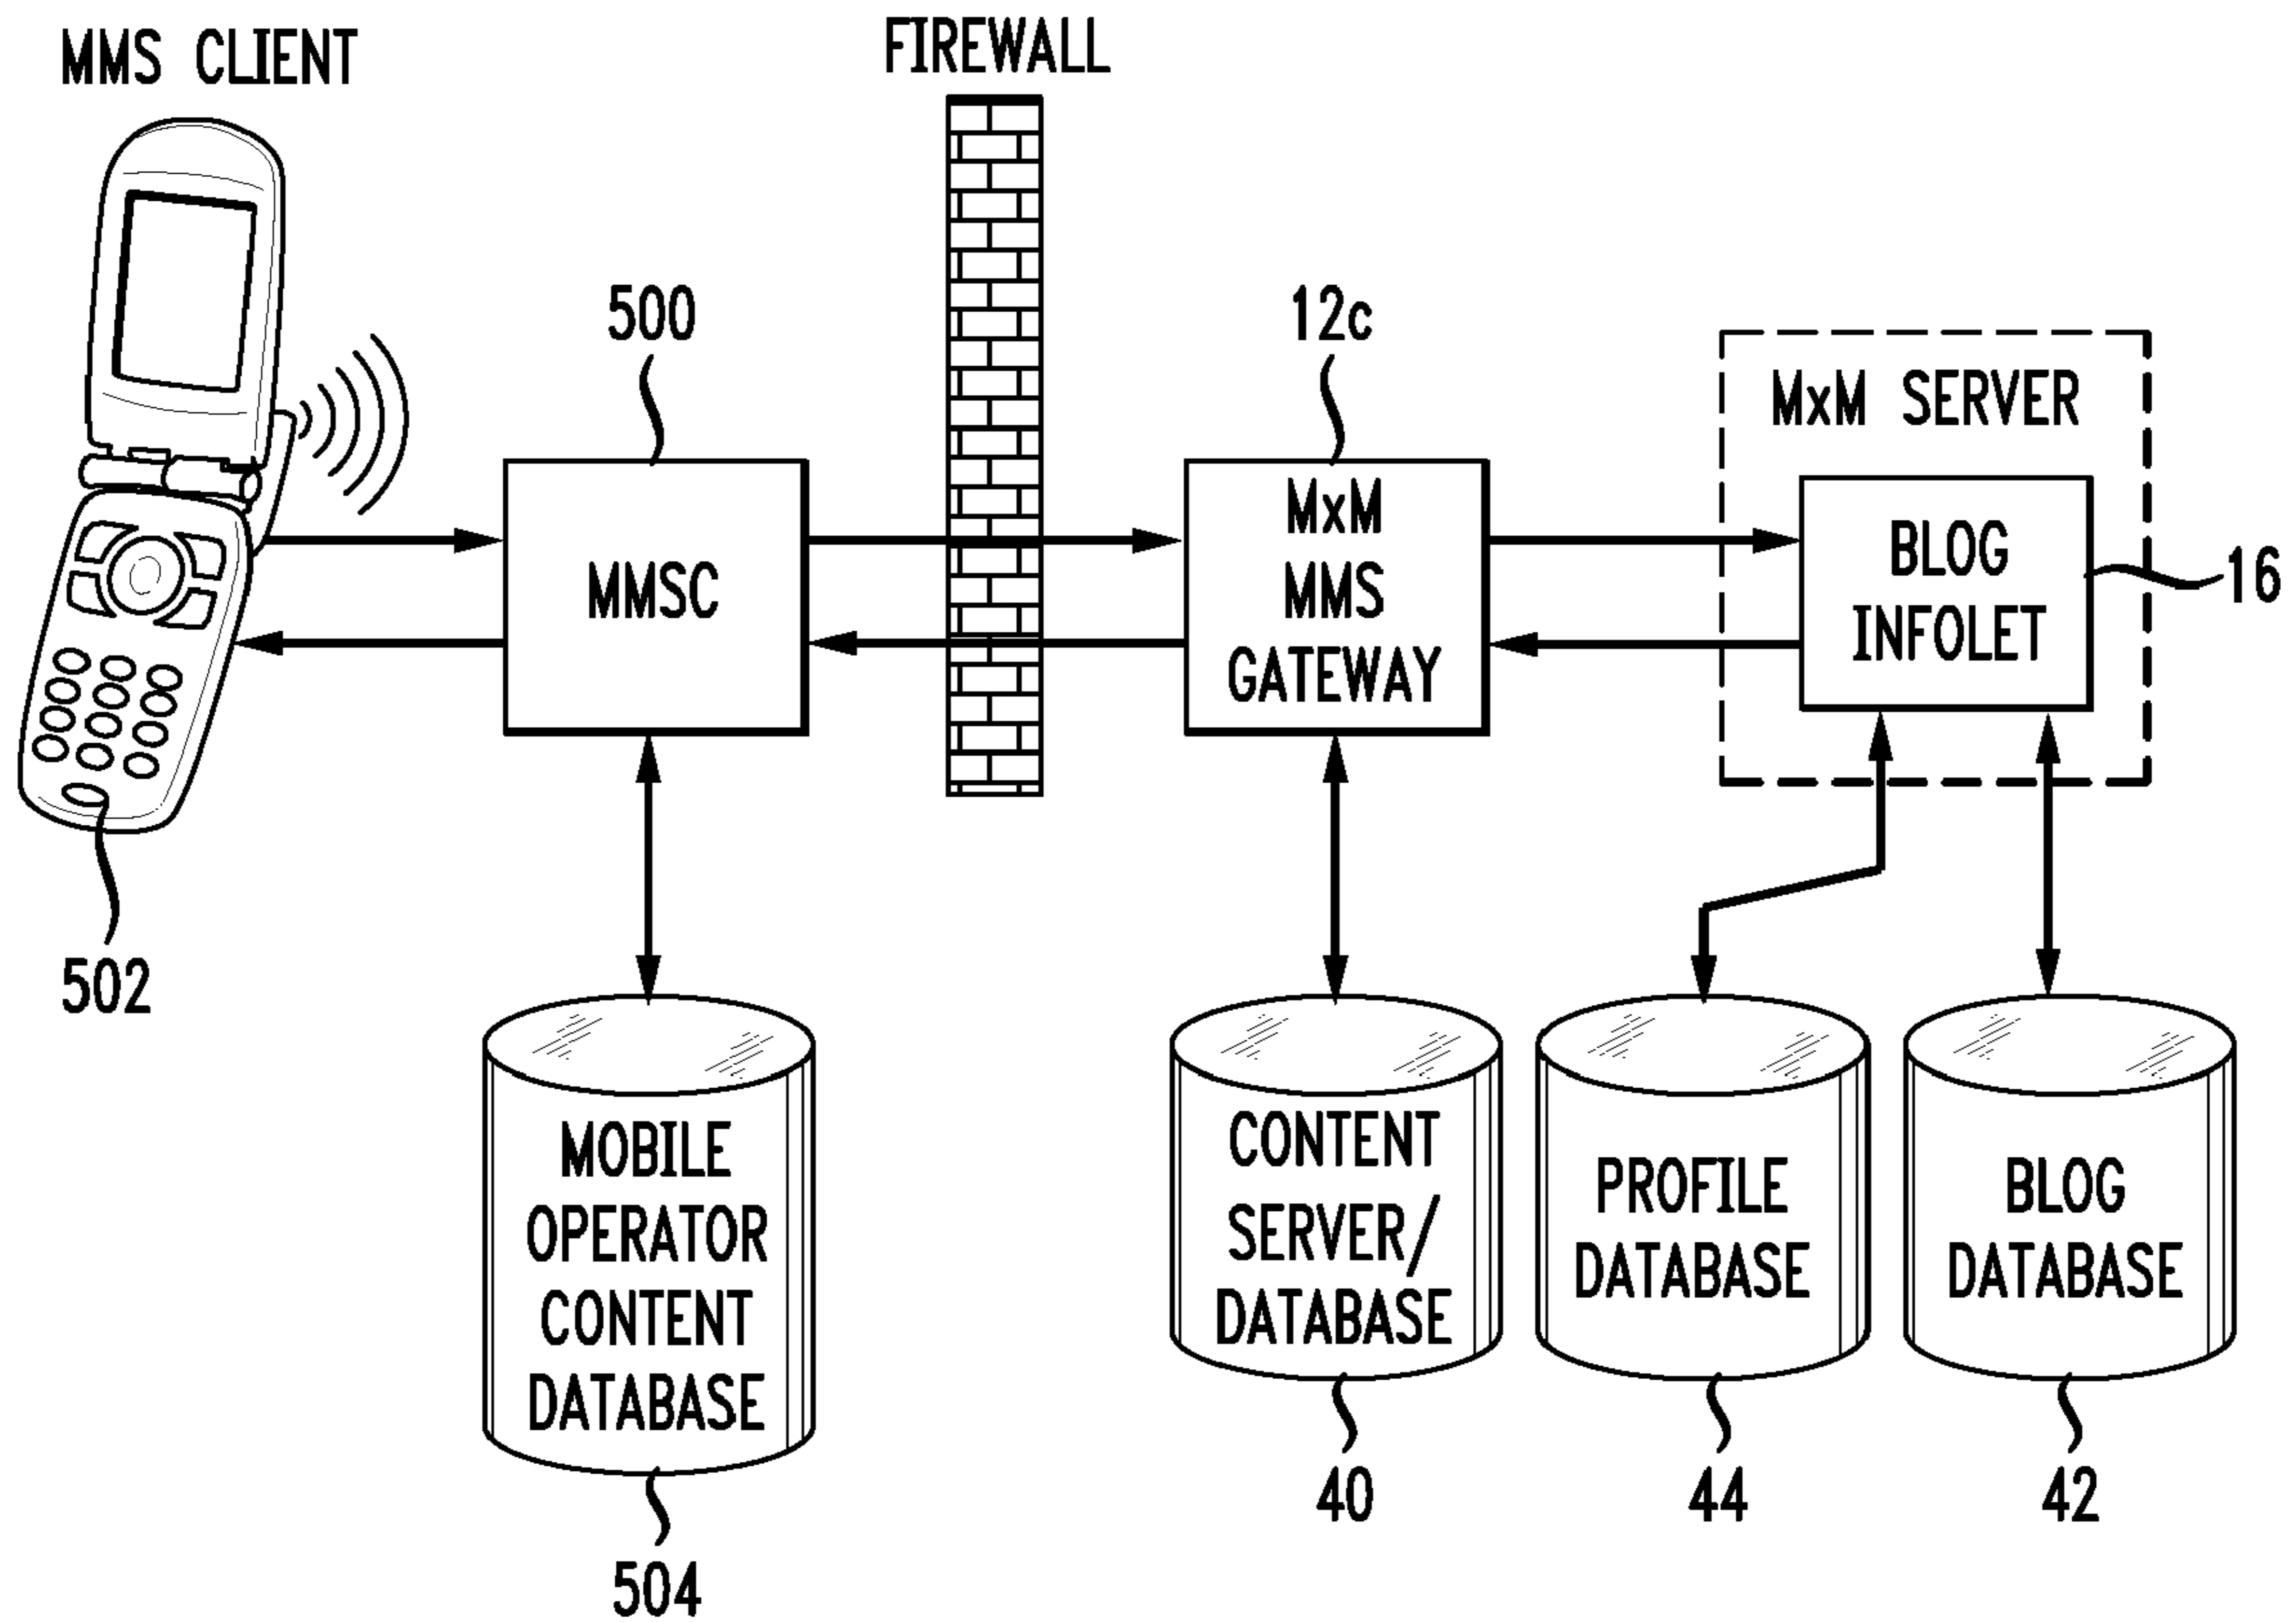 MMS CLIENT
FIREWALL
500
12c
MxM SERVER
MMSC
MxM
MMS
GATEWAY
BLOG
INFOLET
16
502
MOBILE
OPERATOR
CONTENT
DATABASE
CONTENT
SERVER/
DATABASE
PROFILE
DATABASE
BLOG
DATABASE
504
40
44
42